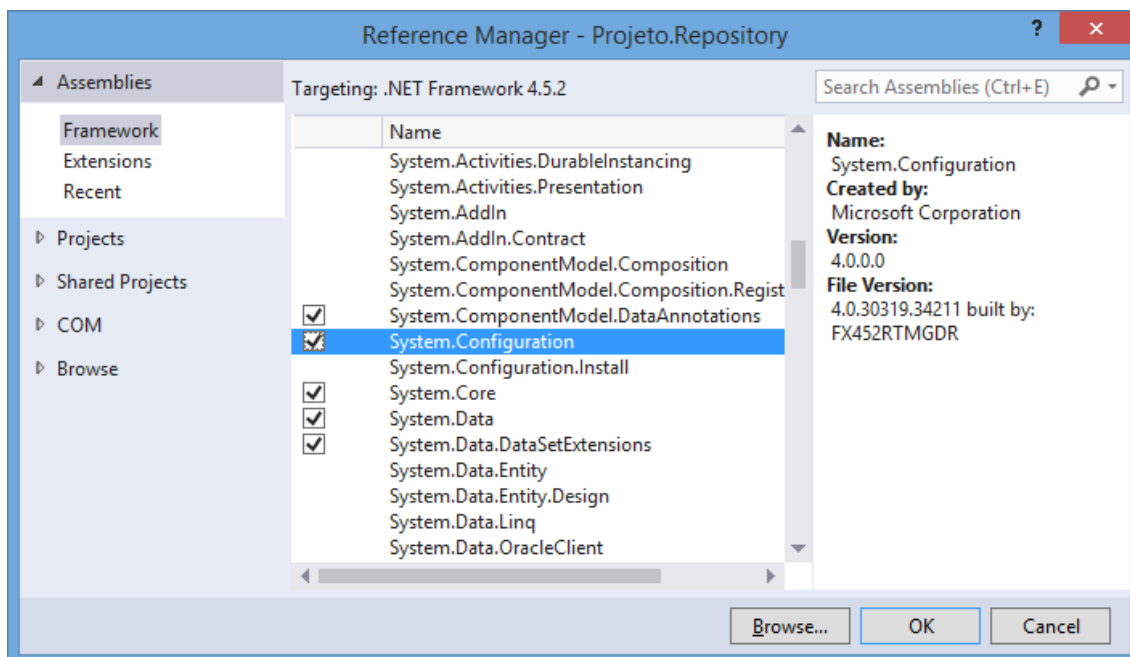 Reference Manager - Projeto.Repository
?
Assemblies
Framework
Extensions
Recent
Projects
Shared Projects
COM
Browse
Targeting: .NET Framework 4.5.2
Search Assemblies (Ctrl+E)
Name
System.Activities.DurableInstancing
System.Activities.Presentation
System.AddIn
System.AddIn.Contract
System.ComponentModel.Composition
System.ComponentModel.Composition.Regist
System.ComponentModel.DataAnnotations
System.Configuration
System.Configuration.Install
System.Core
System.Data
System.Data.DataSetExtensions
System.Data.Entity
System.Data.Entity.Design
System.Data.Linq
System.Data.OracleClient
Name:
System.Configuration
Created by:
Microsoft Corporation
Version:
4.0.0.0
File Version:
4.0.30319.34211 built by:
FX452RTMGDR
Browse...
OK
Cancel